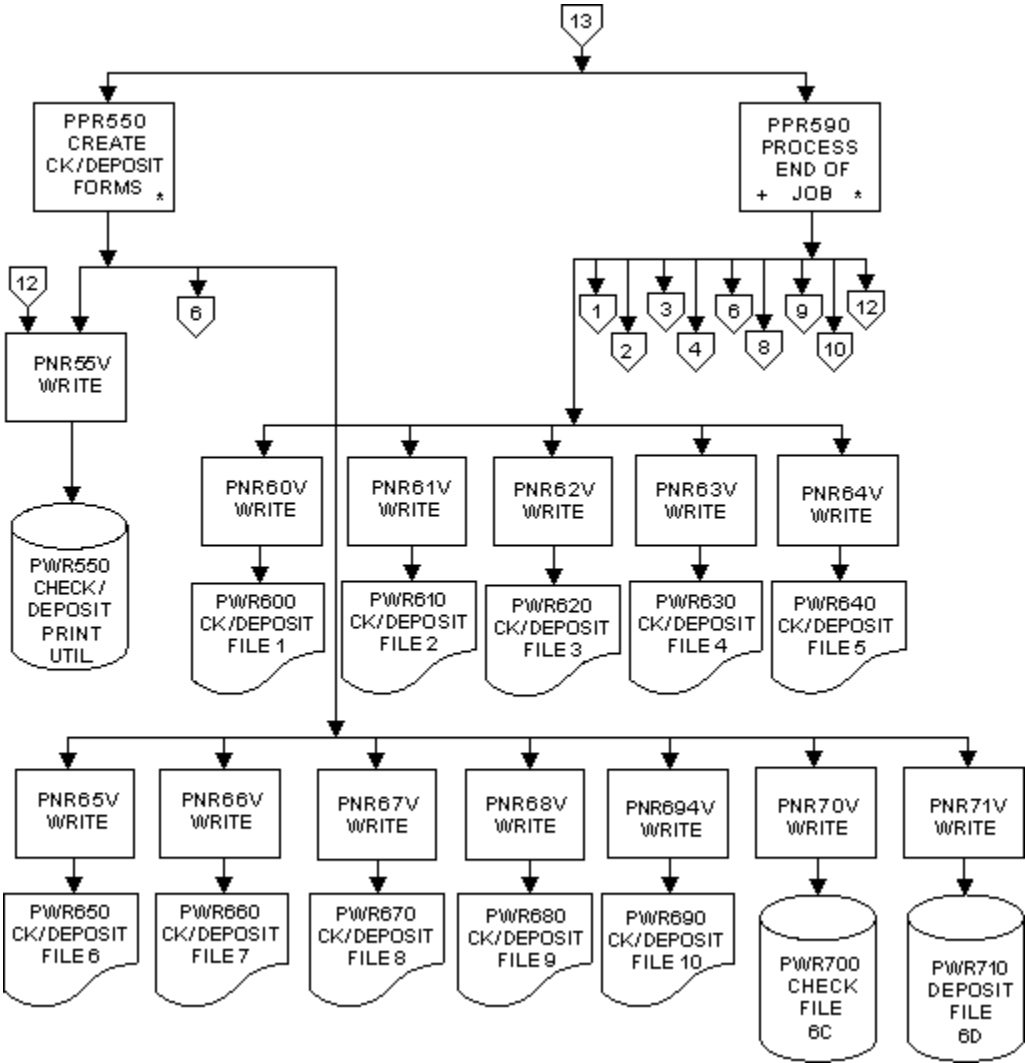 13
PPR550
CREATE
CK/DEPOSIT
FORMS *
PPR590
PROCESS
END OF
+ JOB *
12
6
1
3
6
9
12
2
4
8
10
PNR55V
WRITE
PWR550
CHECK/
DEPOSIT
PRINT
UTIL
PNR60V
WRITE
PNR61V
WRITE
PNR62V
WRITE
PNR63V
WRITE
PNR64V
WRITE
PWR600
CK/DEPOSIT
FILE 1
PWR610
CK/DEPOSIT
FILE 2
PWR620
CK/DEPOSIT
FILE 3
PWR630
CK/DEPOSIT
FILE 4
PWR640
CK/DEPOSIT
FILE 5
PNR65V
WRITE
PNR66V
WRITE
PNR67V
WRITE
PNR68V
WRITE
PNR694V
WRITE
PNR70V
WRITE
PNR71V
WRITE
PWR650
CK/DEPOSIT
FILE 6
PWR660
CK/DEPOSIT
FILE 7
PWR670
CK/DEPOSIT
FILE 8
PWR680
CK/DEPOSIT
FILE 9
PWR690
CK/DEPOSIT
FILE 10
PWR700
CHECK
FILE
6C
PWR710
DEPOSIT
FILE
6D